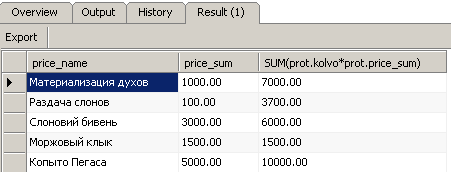 Overview Output History Result (1)
Export
price_name price_sum SUM(prot.kolvo*prot.price_sum)
Материализация духов 1000.00 7000.00
Раздача слонов 100.00 3700.00
Слоновий бивень 3000.00 6000.00
Моржовый клык 1500.00 1500.00
Копыто Пегаса 5000.00 10000.00